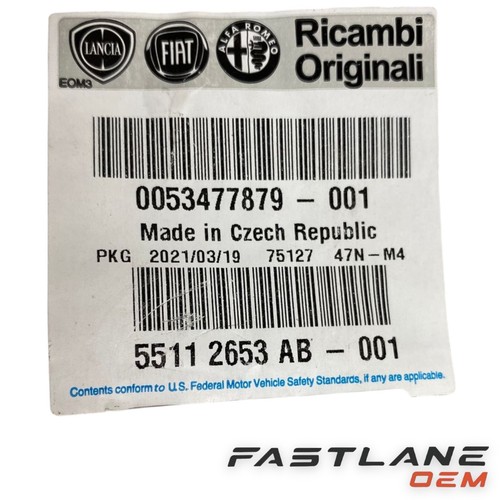 LANCIA FIAT ALFA ROMEO Ricambi
Originali
EOM3
0053477879 - 001
Made in Czech Republic
PKG 2021/03/19 75127 47N-M4
5511 2653 AB - 001
Contents conform to U.S. Federal Motor Vehicle Safety Standards, if any are applicable.
FASTLANE
OEM